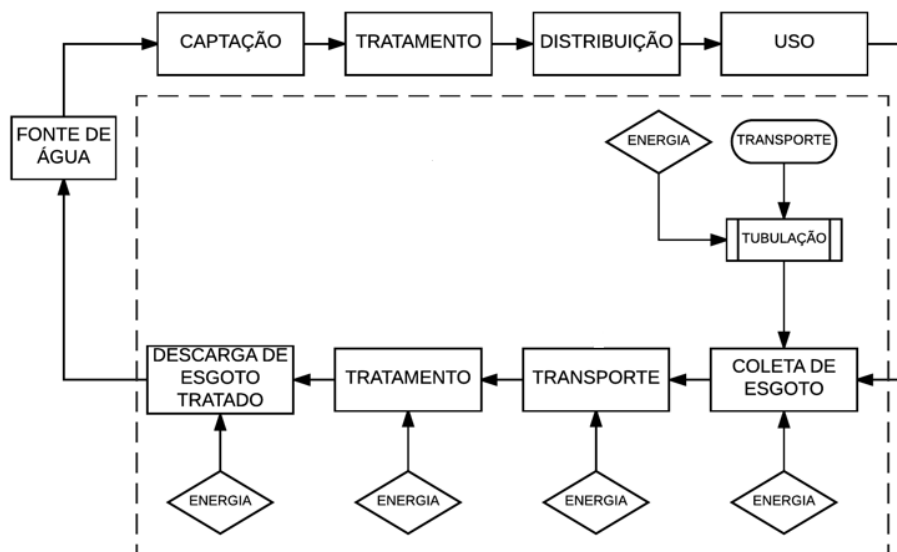 CAPTAÇÃO
TRATAMENTO
DISTRIBUIÇÃO
USO
FONTE DE
ÁGUA
ENERGIA
TRANSPORTE
TUBULAÇÃO
DESCARGA DE
ESGOTO
TRATADO
TRATAMENTO
TRANSPORTE
COLETA DE
ESGOTO
ENERGIA
ENERGIA
ENERGIA
ENERGIA